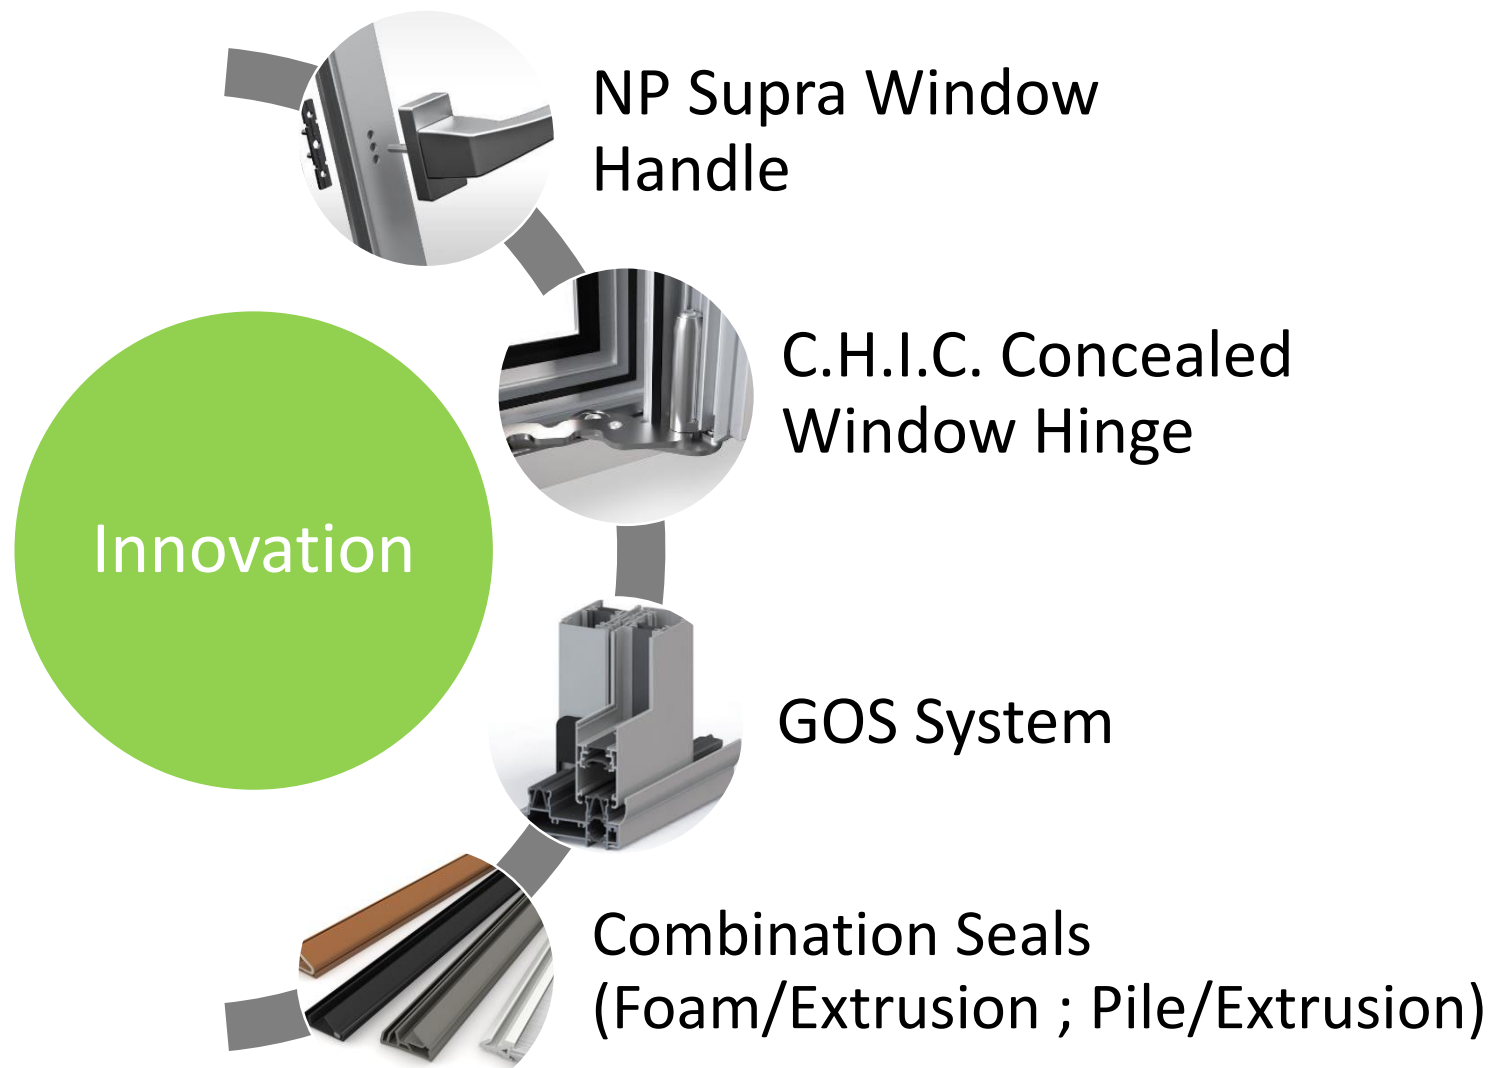 NP Supra Window
Handle
C.H.I.C. Concealed
Window Hinge
Innovation
GOS System
Combination Seals
(Foam/Extrusion ; Pile/Extrusion)